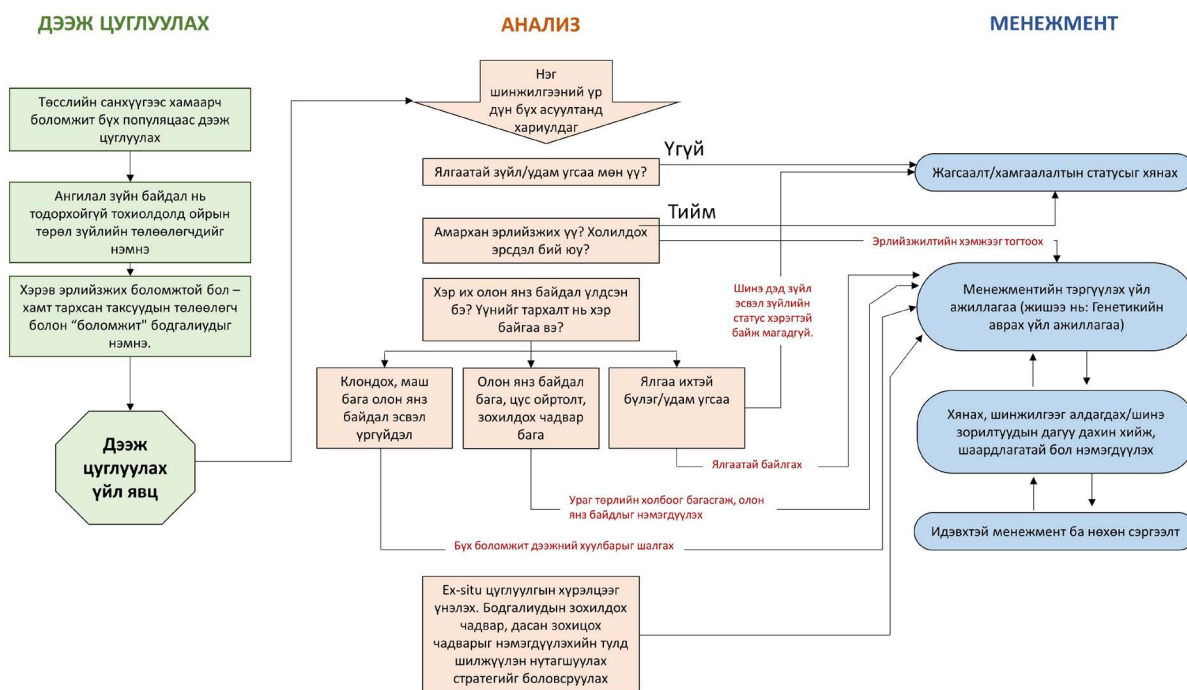 ДЭЭЖ ЦУГЛУУЛАХ
АНАЛИЗ
МЕНЕЖМЕНТ
Төсслийн санхүүгээс хамаарч
боломжит бүх популяцаас дээж
цуглуулах
Ангилал зүйн байдал нь
тодорхойгүй тохиолдолд ойрын
төрөл зүйлийн төлөөлөгчдийг
нэмнэ
Хэрэв эрлийзжих боломжтой бол –
хамт тархсан таксуудын төлөөлөгч
болон “боломжит" бодгалиудыг
нэмнэ.
Дээж
цуглуулах
үйл явц
Нэг
шинжилгээний үр
дүн бүх асуултанд
хариулдаг
Ялгаатай зүйл/удам угсаа мөн үү?
Үгүй
Амархан эрлийзжих үү? Холилдох
эрсдэл бий юу?
Тийм
Эрлийзжилтийн хэмжээг тогтоох
Хэр их олон янз байдал үлдсэн
бэ? Үүнийг тархалт нь хэр
байгаа вэ?
Шинэ дэд зүйл
эсвэл зүйлийн
статус хэрэгтэй
байж магадгүй.
Клондох, маш
бага олон янз
байдал эсвэл
үргүйдэл
Олон янз байдал
бага, цус ойртолт,
зохилдох чадвар
бага
Ялгаа ихтэй
бүлэг/удам угсаа
Ялгаатай байлгах
Ураг төрлийн холбоог багасгаж, олон
янз байдлыг нэмэгдүүлэх
Бүх боломжит дээжний хуулбарыг шалгах
Ex-situ цуглуулгын хүрэлцээг
үнэлэх. Бодгалиудын зохилдох
чадвар, дасан зохицох
чадварыг нэмэгдүүлэхийн тулд
шилжүүлэн нутагшуулах
стратегийг боловсруулах
Жагсаалт/хамгаалалтын статусыг хянах
Менежментийн тэргүүлэх үйл
ажиллагаа (жишээ нь: Генетикийн
аврах үйл ажиллагаа)
Хянах, шинжилгээг алдагдах/шинэ
зорилтуудын дагуу дахин хийж,
шаардлагатай бол нэмэгдүүлэх
Идэвхтэй менежмент ба нөхөн сэргээлт